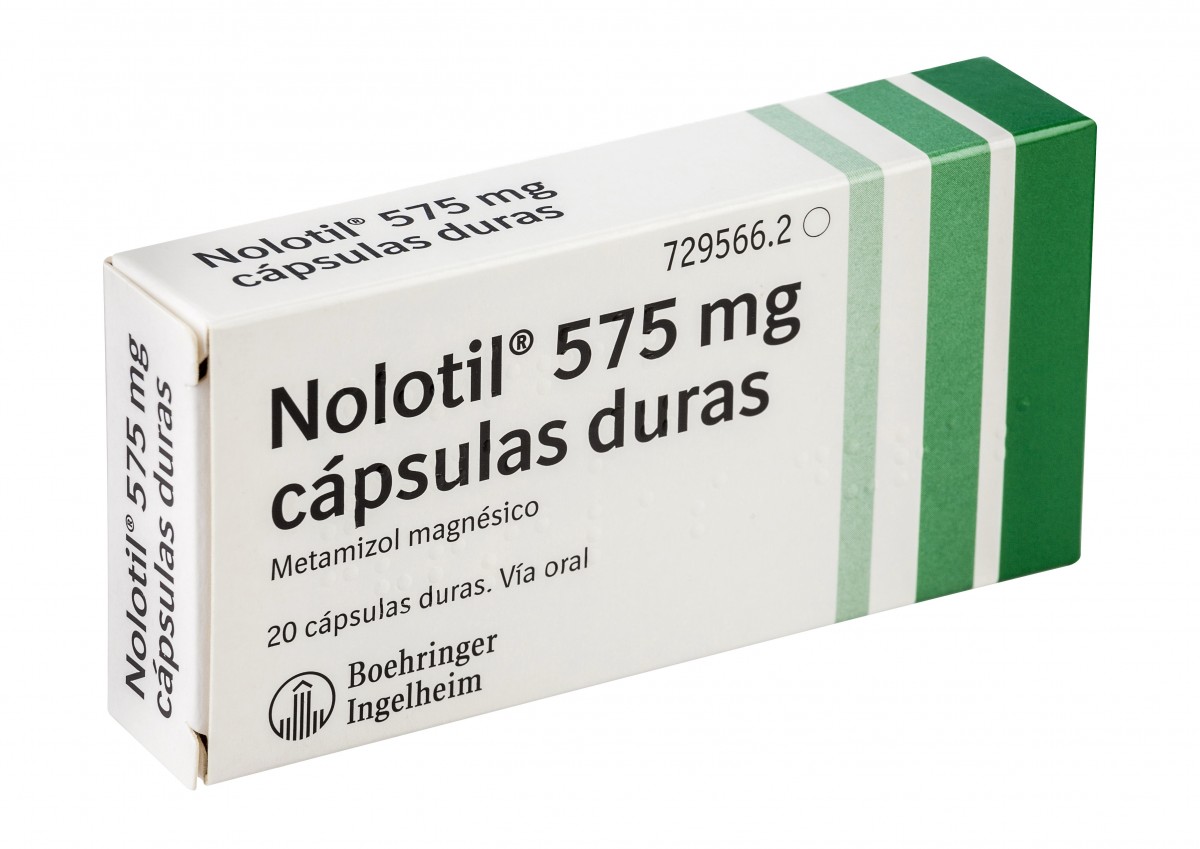 Nolotil® 575 mg
cápsulas duras
729566.2
Nolotil® 575 mg
cápsulas duras
Metamizol magnésico
20 cápsulas duras. Vía oral
Boehringer
Ingelheim
Nolotil® 575 mg
cápsulas duras